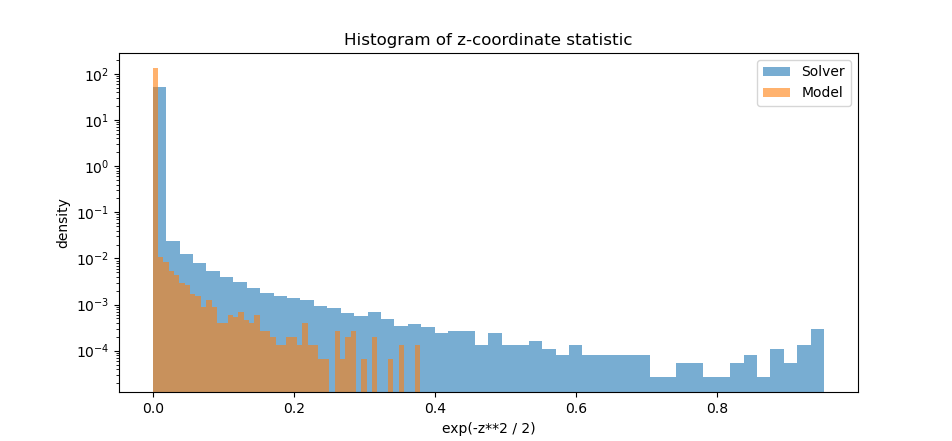 Histogram of z-coordinate statistic
Solver
Model
density
10²
10¹
10⁰
10⁻¹
10⁻²
10⁻³
10⁻⁴
0.0 0.2 0.4 0.6 0.8
exp(-z**2 / 2)